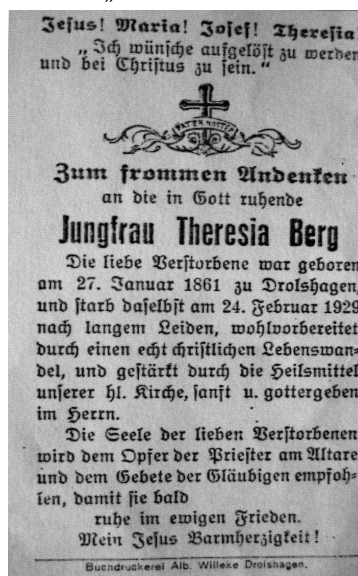 Jesus! Maria! Josef! Theresia!
„Ich wünsche aufgelöst zu werden
und bei Christus zu sein.“
PATER NOSTER
Zum frommen Andenken
an die in Gott ruhende
Jungfrau Theresia Berg
Die liebe Verstorbene war geboren
am 27. Januar 1861 zu Drolshagen,
und starb daselbst am 24. Februar 1929
nach langem Leiden, wohlvorbereitet
durch einen echt christlichen Lebenswan-
del, und gestärkt durch die Heilsmittel
unserer hl. Kirche, sanft u. gottergeben
im Herrn.
Die Seele der lieben Verstorbenen
wird dem Opfer der Priester am Altare
und dem Gebete der Gläubigen empfoh-
len, damit sie bald
ruhe im ewigen Frieden.
Mein Jesus Barmherzigkeit!
Buchdruckerei Alb. Willeke Drolshagen.